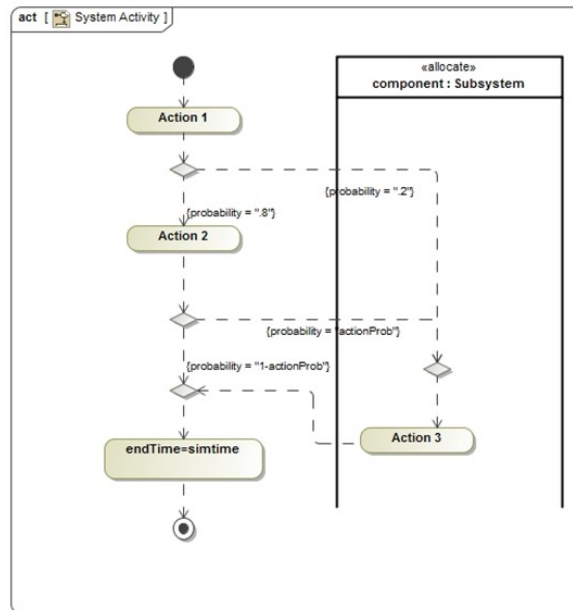 act [ System Activity ]
«allocate»
component : Subsystem
Action 1
{probability = ".2"}
{probability = ".8"}
Action 2
{probability = "actionProb"}
{probability = "1-actionProb"}
Action 3
endTime=simtime